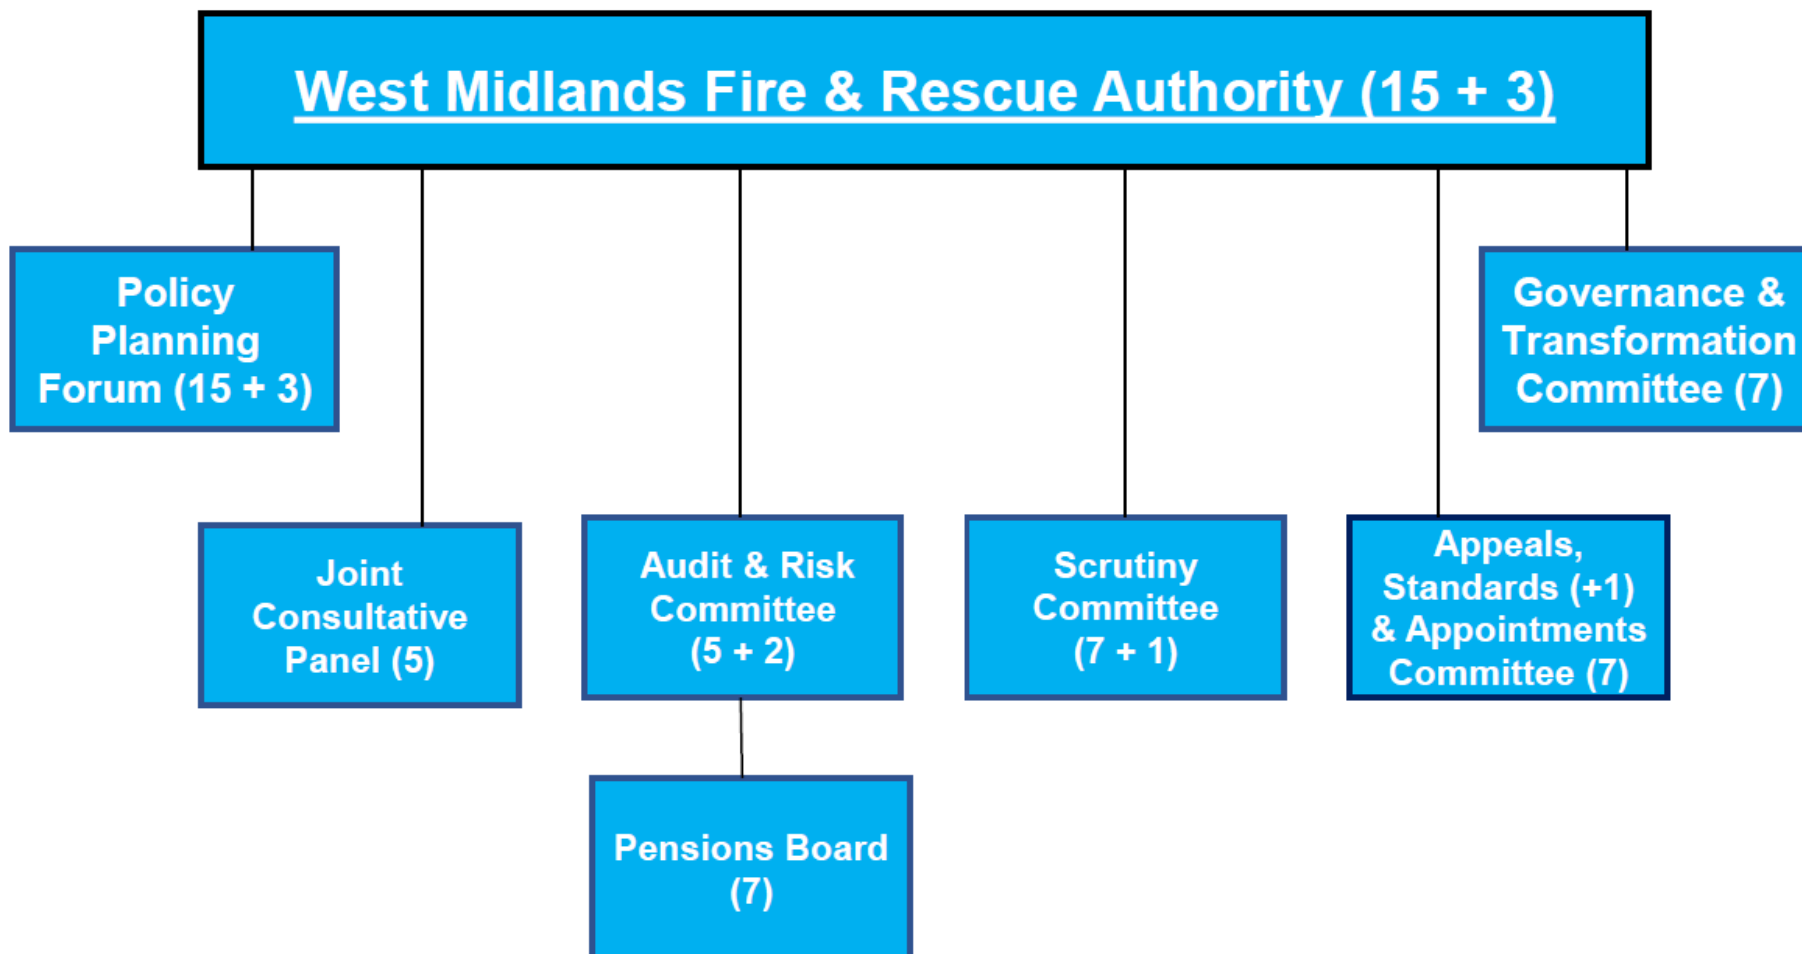 West Midlands Fire & Rescue Authority (15 + 3)
Policy
Planning
Forum (15 + 3)
Governance &
Transformation
Committee (7)
Joint
Consultative
Panel (5)
Audit & Risk
Committee
(5 + 2)
Scrutiny
Committee
(7 + 1)
Appeals,
Standards (+1)
& Appointments
Committee (7)
Pensions Board
(7)